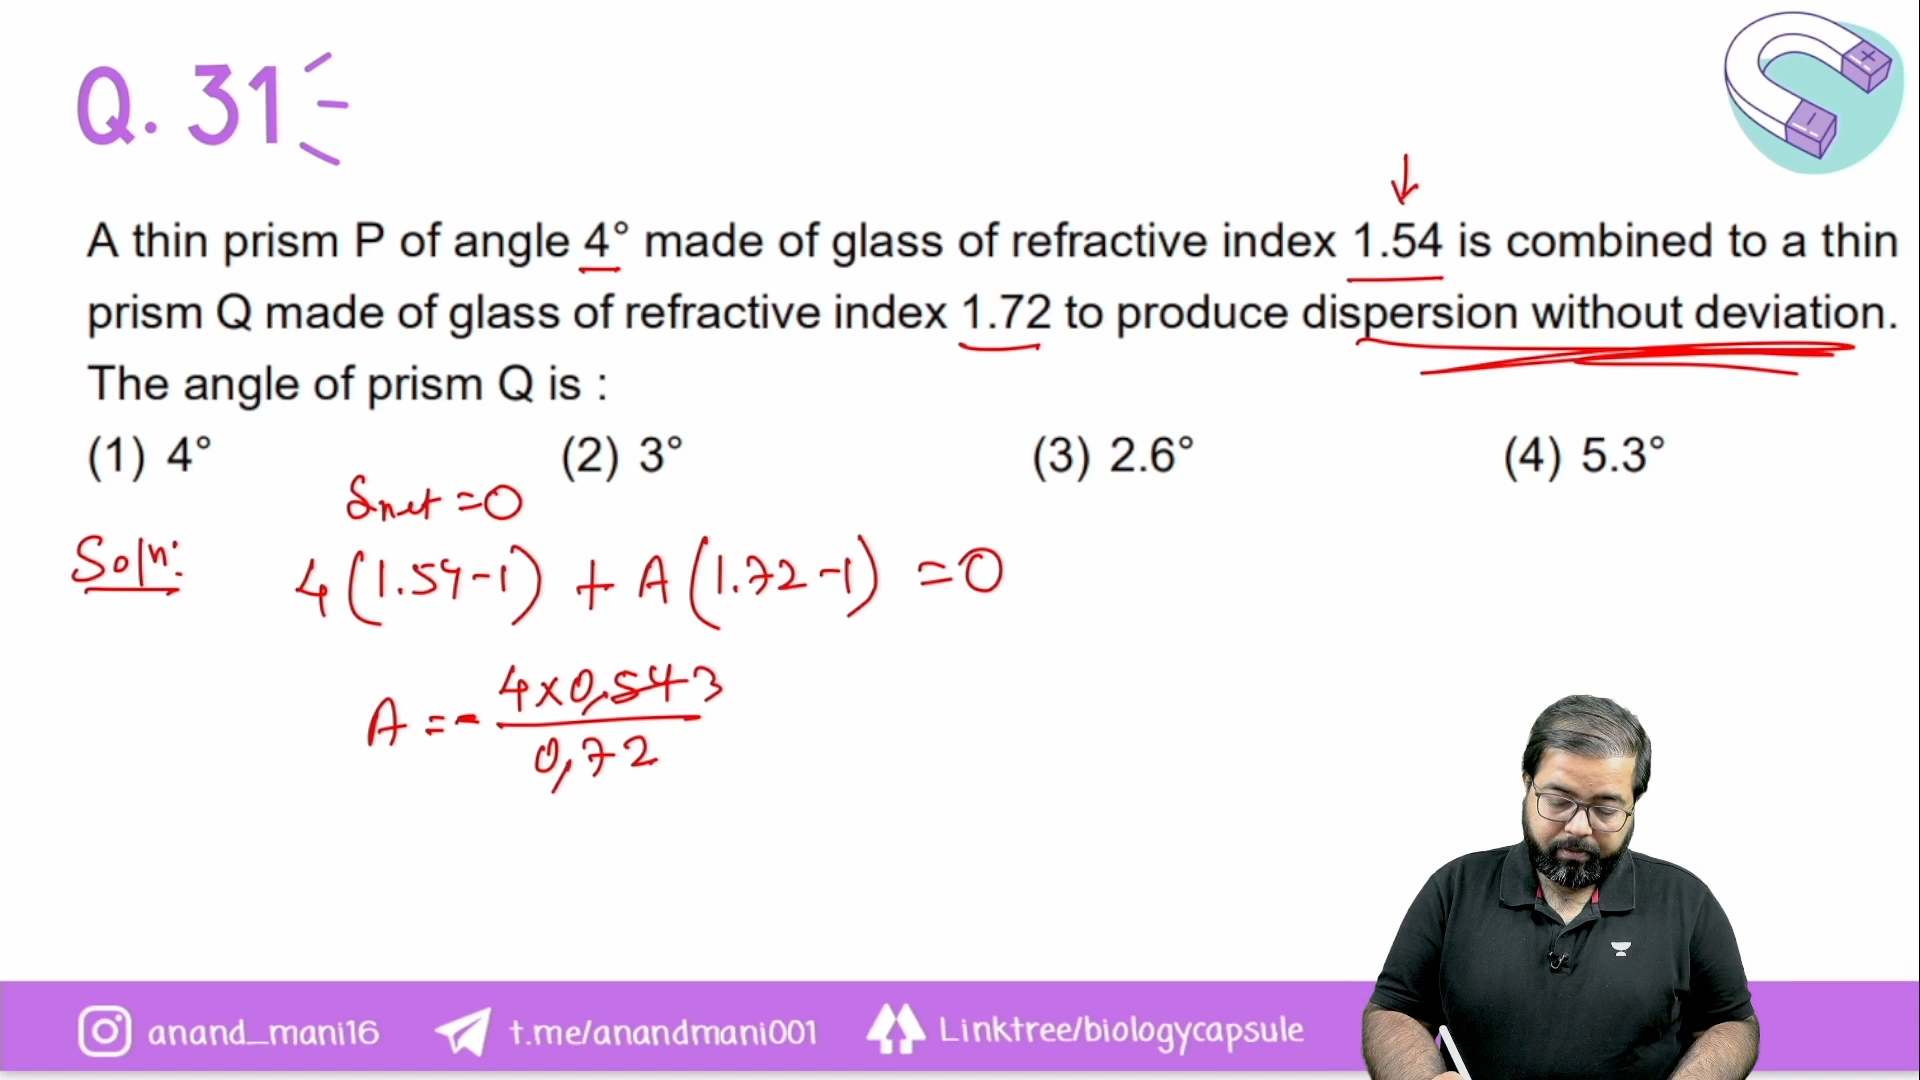 Q. 31
A thin prism P of angle 4° made of glass of refractive index 1.54 is combined to a thin
prism Q made of glass of refractive index 1.72 to produce dispersion without deviation.
The angle of prism Q is :
(1) 4° (2) 3° (3) 2.6° (4) 5.3°
δnet = 0
Soln:
4(1.54-1) + A(1.72-1) = 0
A = - 4×0.54 3
0.72
anand_mani16 t.me/anandmani001 Linktree/biologycapsule